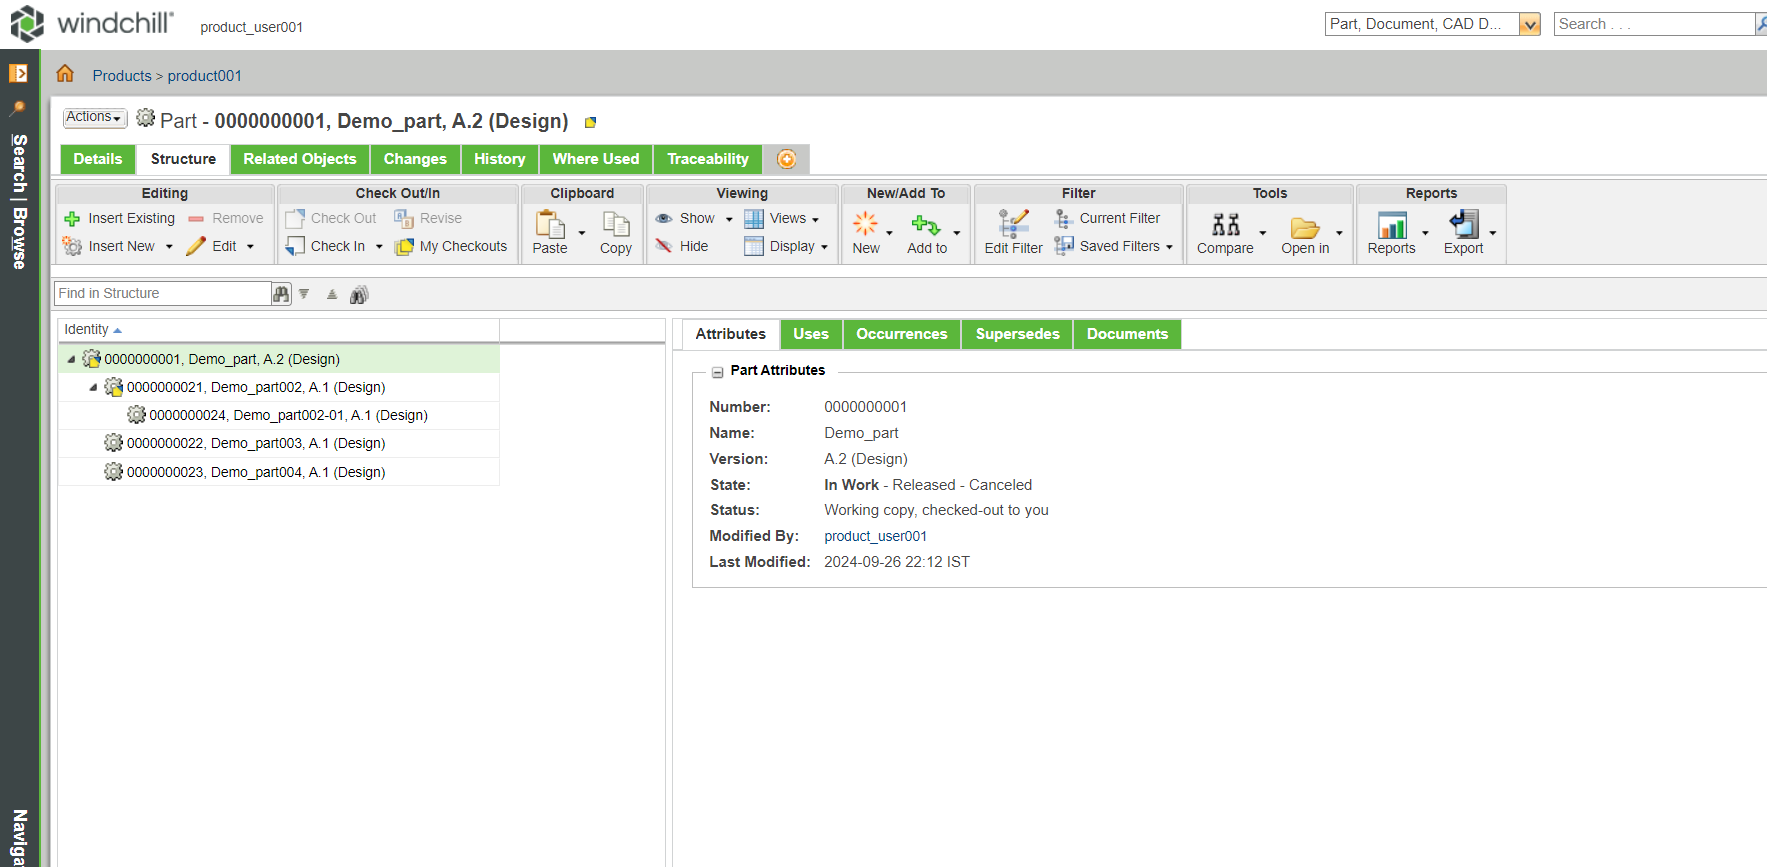 windchill® product_user001 Part, Document, CAD D... Search . . .
Products > product001
Actions Part - 0000000001, Demo_part, A.2 (Design)
Details Structure Related Objects Changes History Where Used Traceability
Editing Check Out/In Clipboard Viewing New/Add To Filter Tools Reports
Insert Existing Remove Check Out Revise Show Views Current Filter
Insert New Edit Check In My Checkouts Paste Copy Hide Display New Add to Edit Filter Saved Filters Compare Open in Reports Export
Search | Browse
Find in Structure
Identity
0000000001, Demo_part, A.2 (Design)
0000000021, Demo_part002, A.1 (Design)
0000000024, Demo_part002-01, A.1 (Design)
0000000022, Demo_part003, A.1 (Design)
0000000023, Demo_part004, A.1 (Design)
Attributes Uses Occurrences Supersedes Documents
Part Attributes
Number: 0000000001
Name: Demo_part
Version: A.2 (Design)
State: In Work - Released - Canceled
Status: Working copy, checked-out to you
Modified By: product_user001
Last Modified: 2024-09-26 22:12 IST
Naviga